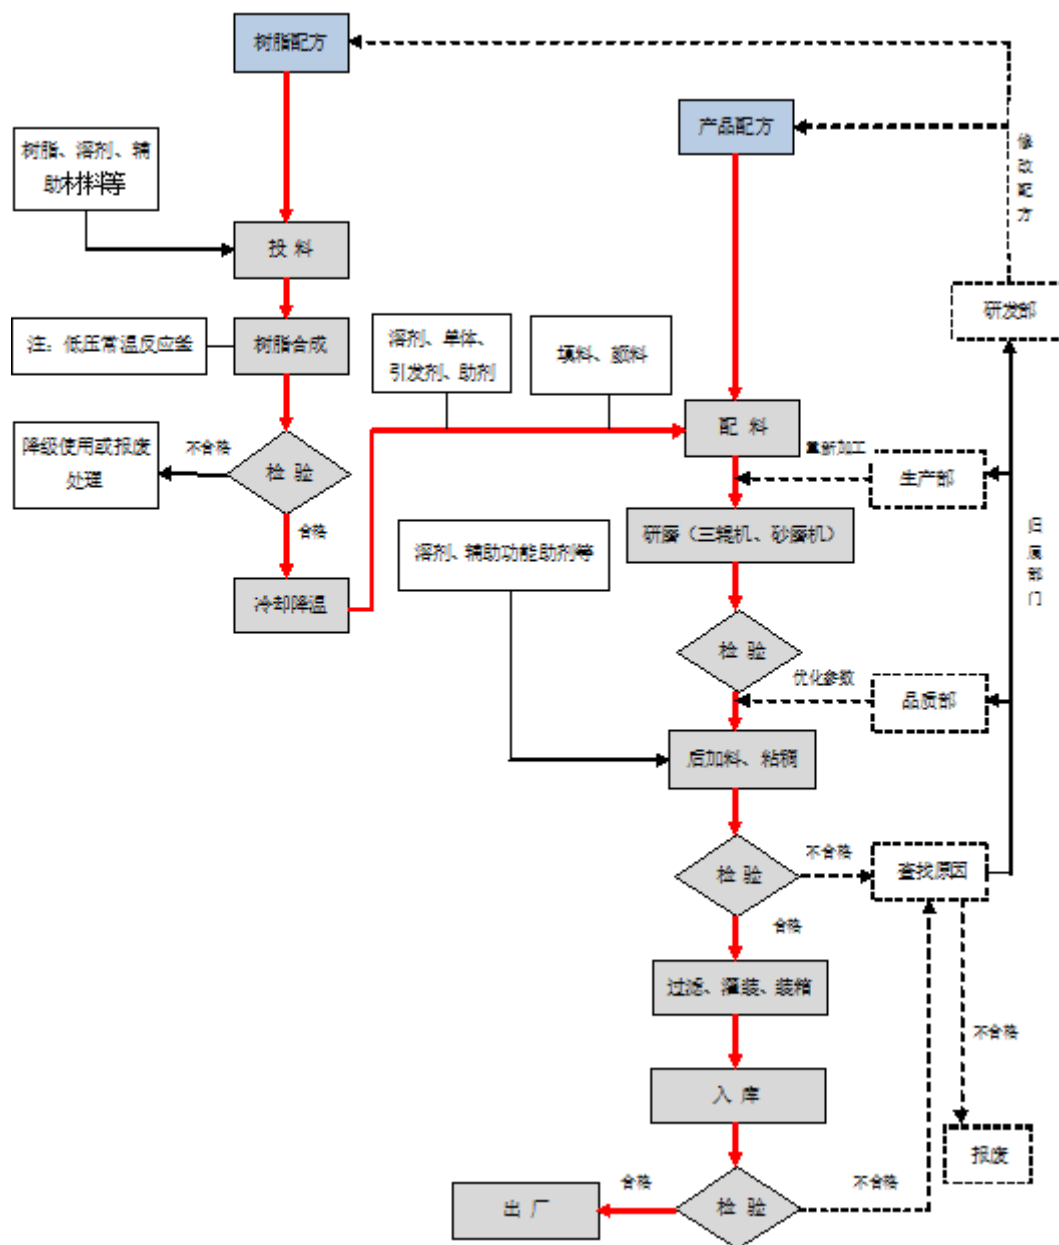 树脂配方
产品配方
修
改
配
方
树脂、溶剂、辅
助材料等
投 料
研发部
注：低压常温反应釜
树脂合成
溶剂、单体、
引发剂、助剂
填料、颜料
配 料
降级使用或报废
处理
不合格
检 验
合格
重新加工
生产部
归
属
部
门
研磨（三辊机、砂磨机）
溶剂、辅助功能助剂等
冷却降温
检 验
优化参数
品质部
后加料、粘稠
检 验
不合格
查找原因
合格
过滤、灌装、装箱
不合格
入 库
报废
出 厂
合格
检 验
不合格